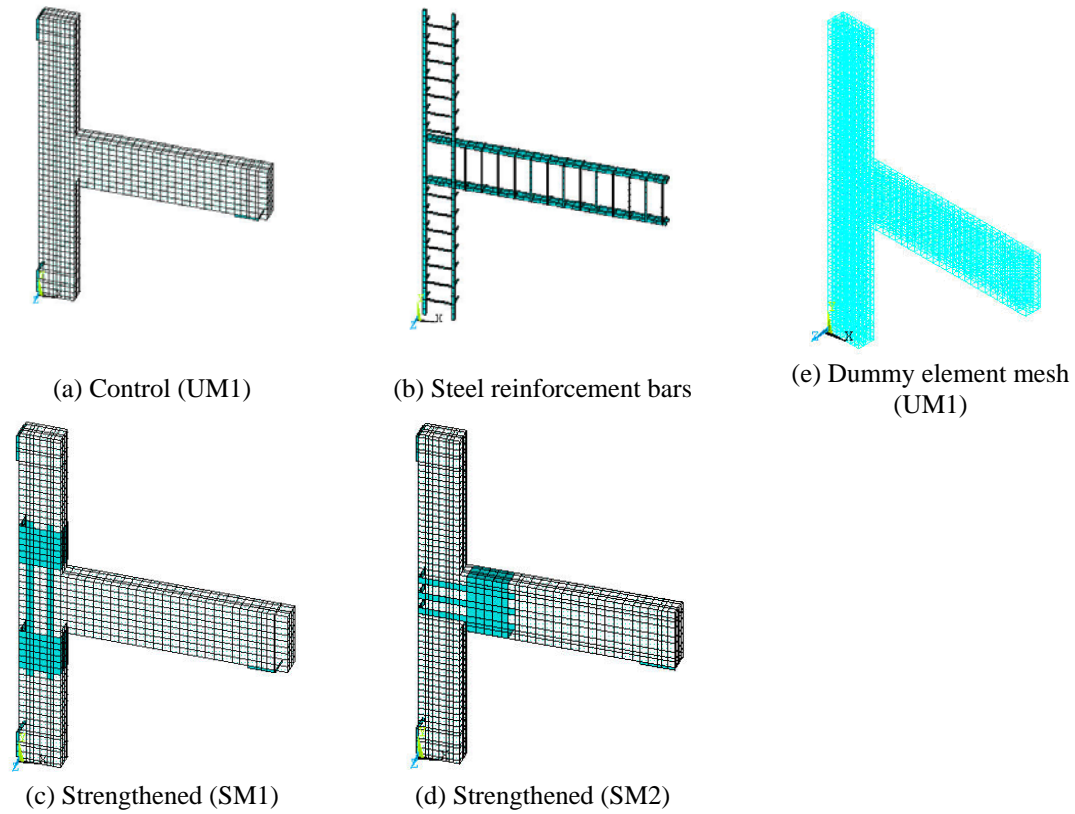 (a) Control (UM1)
(b) Steel reinforcement bars
(e) Dummy element mesh
(UM1)
(c) Strengthened (SM1)
(d) Strengthened (SM2)